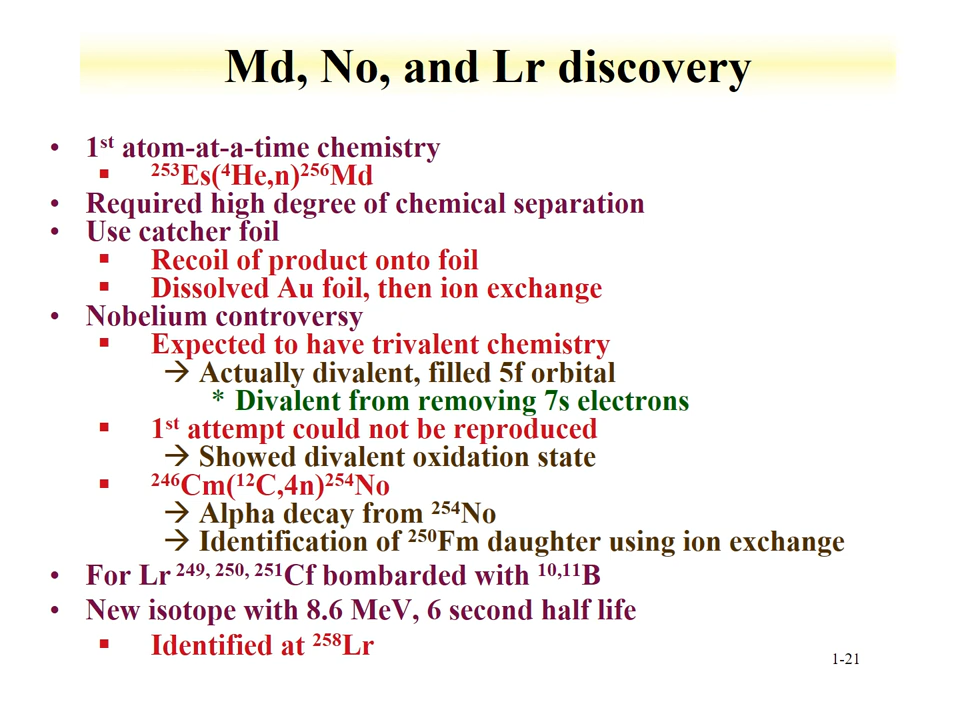 Md, No, and Lr discovery
• 1st atom-at-a-time chemistry
▪ 253Es(4He,n)256Md
• Required high degree of chemical separation
• Use catcher foil
▪ Recoil of product onto foil
▪ Dissolved Au foil, then ion exchange
• Nobelium controversy
▪ Expected to have trivalent chemistry
→ Actually divalent, filled 5f orbital
* Divalent from removing 7s electrons
▪ 1st attempt could not be reproduced
→ Showed divalent oxidation state
▪ 246Cm(12C,4n)254No
→ Alpha decay from 254No
→ Identification of 250Fm daughter using ion exchange
• For Lr 249, 250, 251Cf bombarded with 10,11B
• New isotope with 8.6 MeV, 6 second half life
▪ Identified at 258Lr
1-21